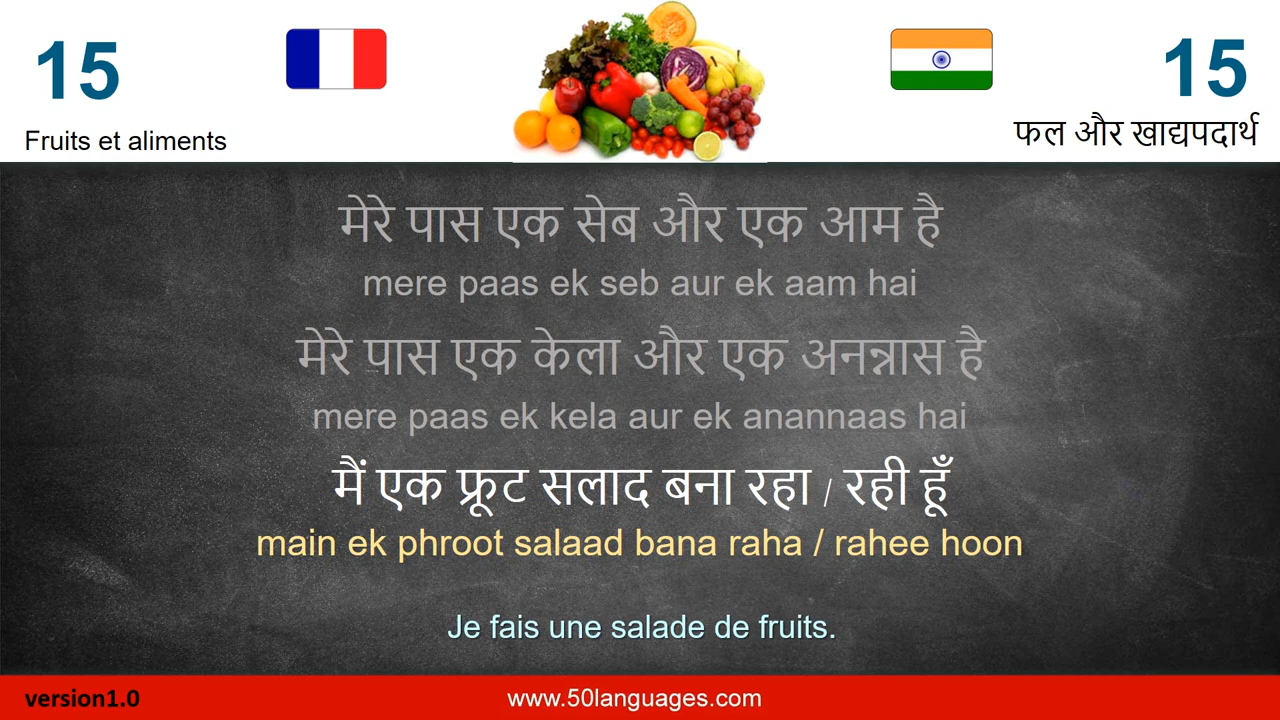 15
15
Fruits et aliments
फल और खाद्यपदार्थ
मेरे पास एक सेब और एक आम है
mere paas ek seb aur ek aam hai
मेरे पास एक केला और एक अनन्नास है
mere paas ek kela aur ek anannaas hai
मैं एक फ्रूट सलाद बना रहा / रही हूँ
main ek phroot salaad bana raha / rahee hoon
Je fais une salade de fruits.
version1.0
www.50languages.com